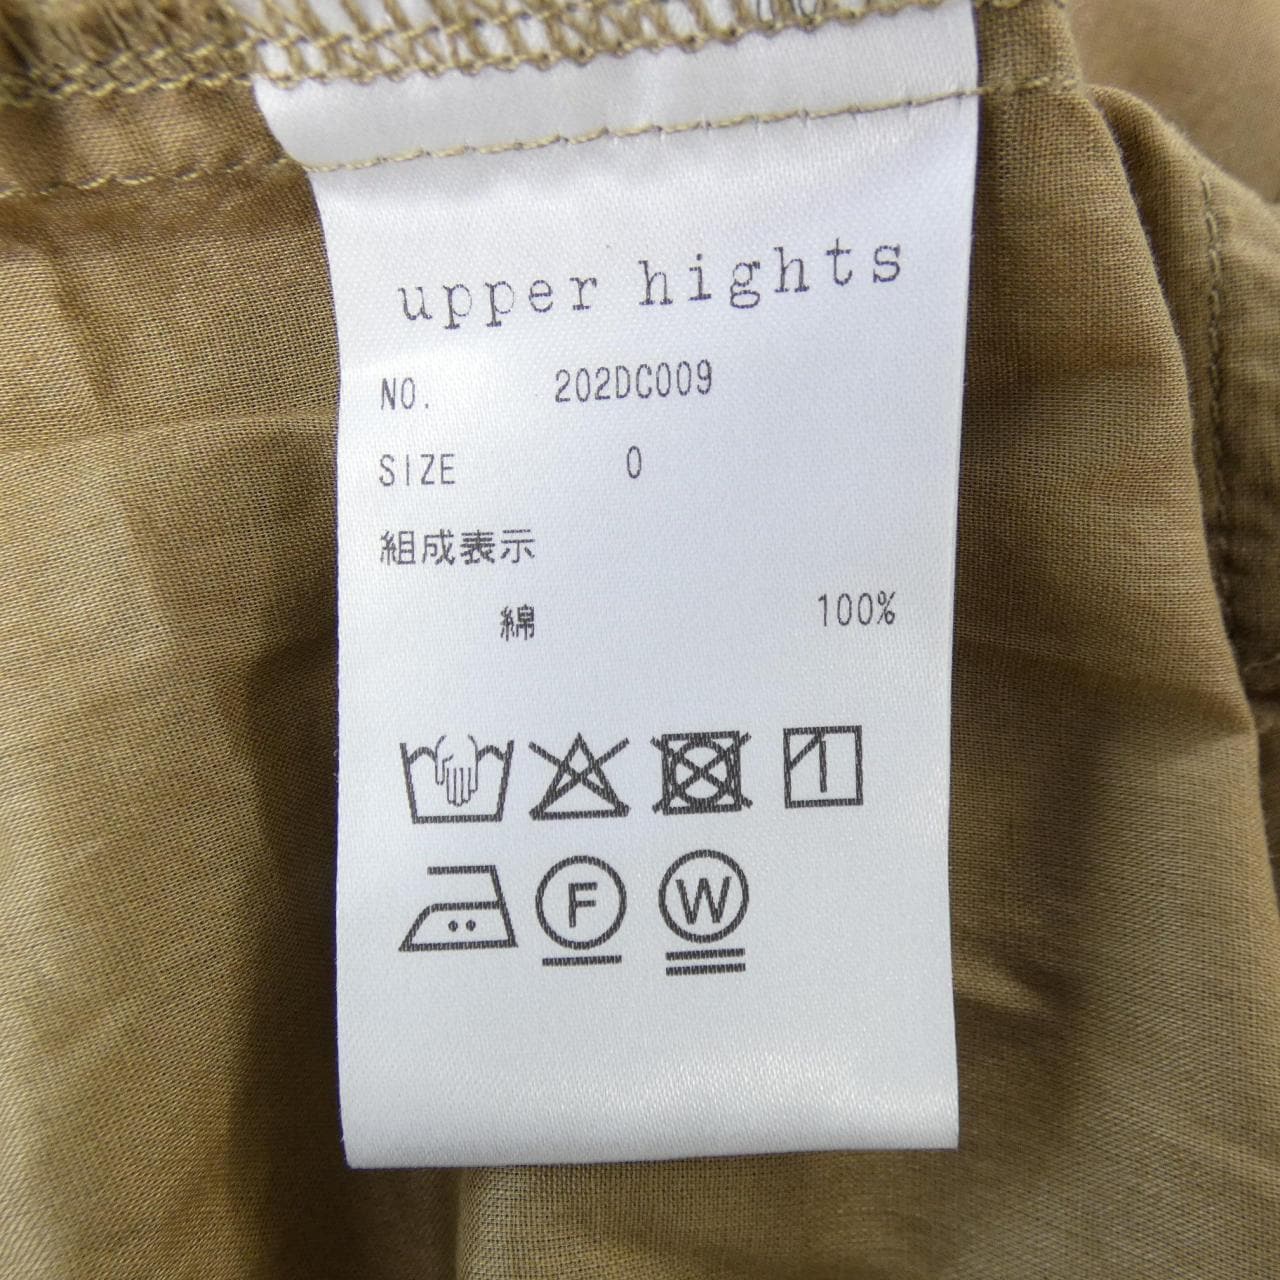 upper hights
NO. 202DC009
SIZE 0
組成表示
綿 100%
F W